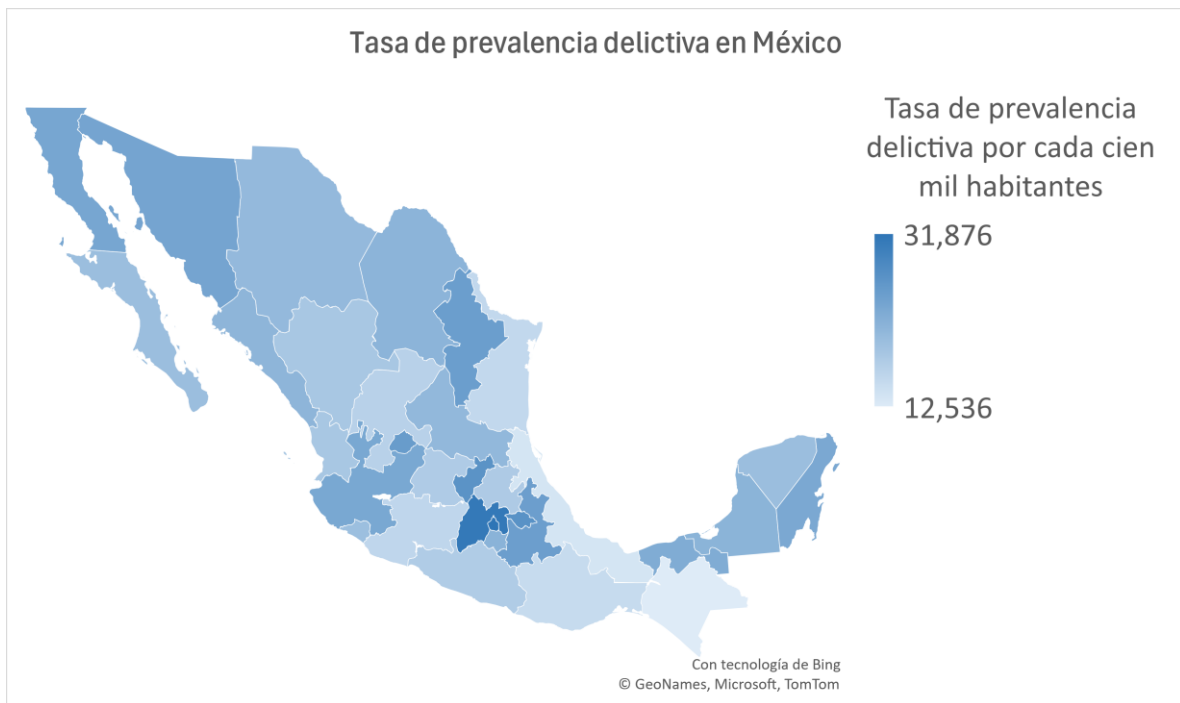 Tasa de prevalencia delictiva en México
Tasa de prevalencia
delictiva por cada cien
mil habitantes
31,876
12,536
Con tecnología de Bing
© GeoNames, Microsoft, TomTom